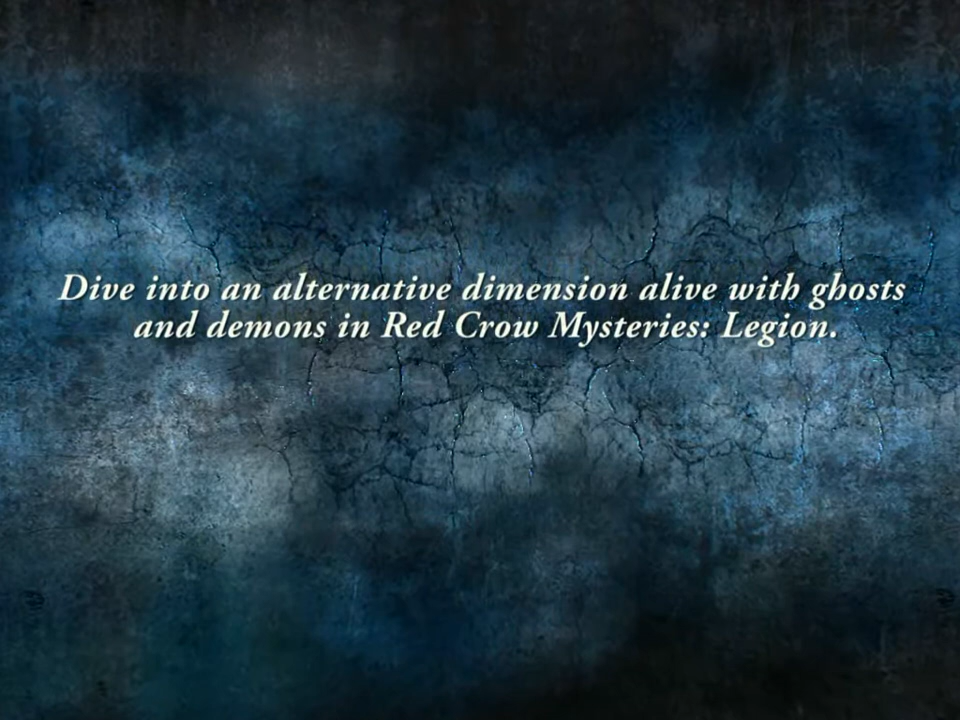 Dive into an alternative dimension alive with ghosts
and demons in Red Crow Mysteries: Legion.